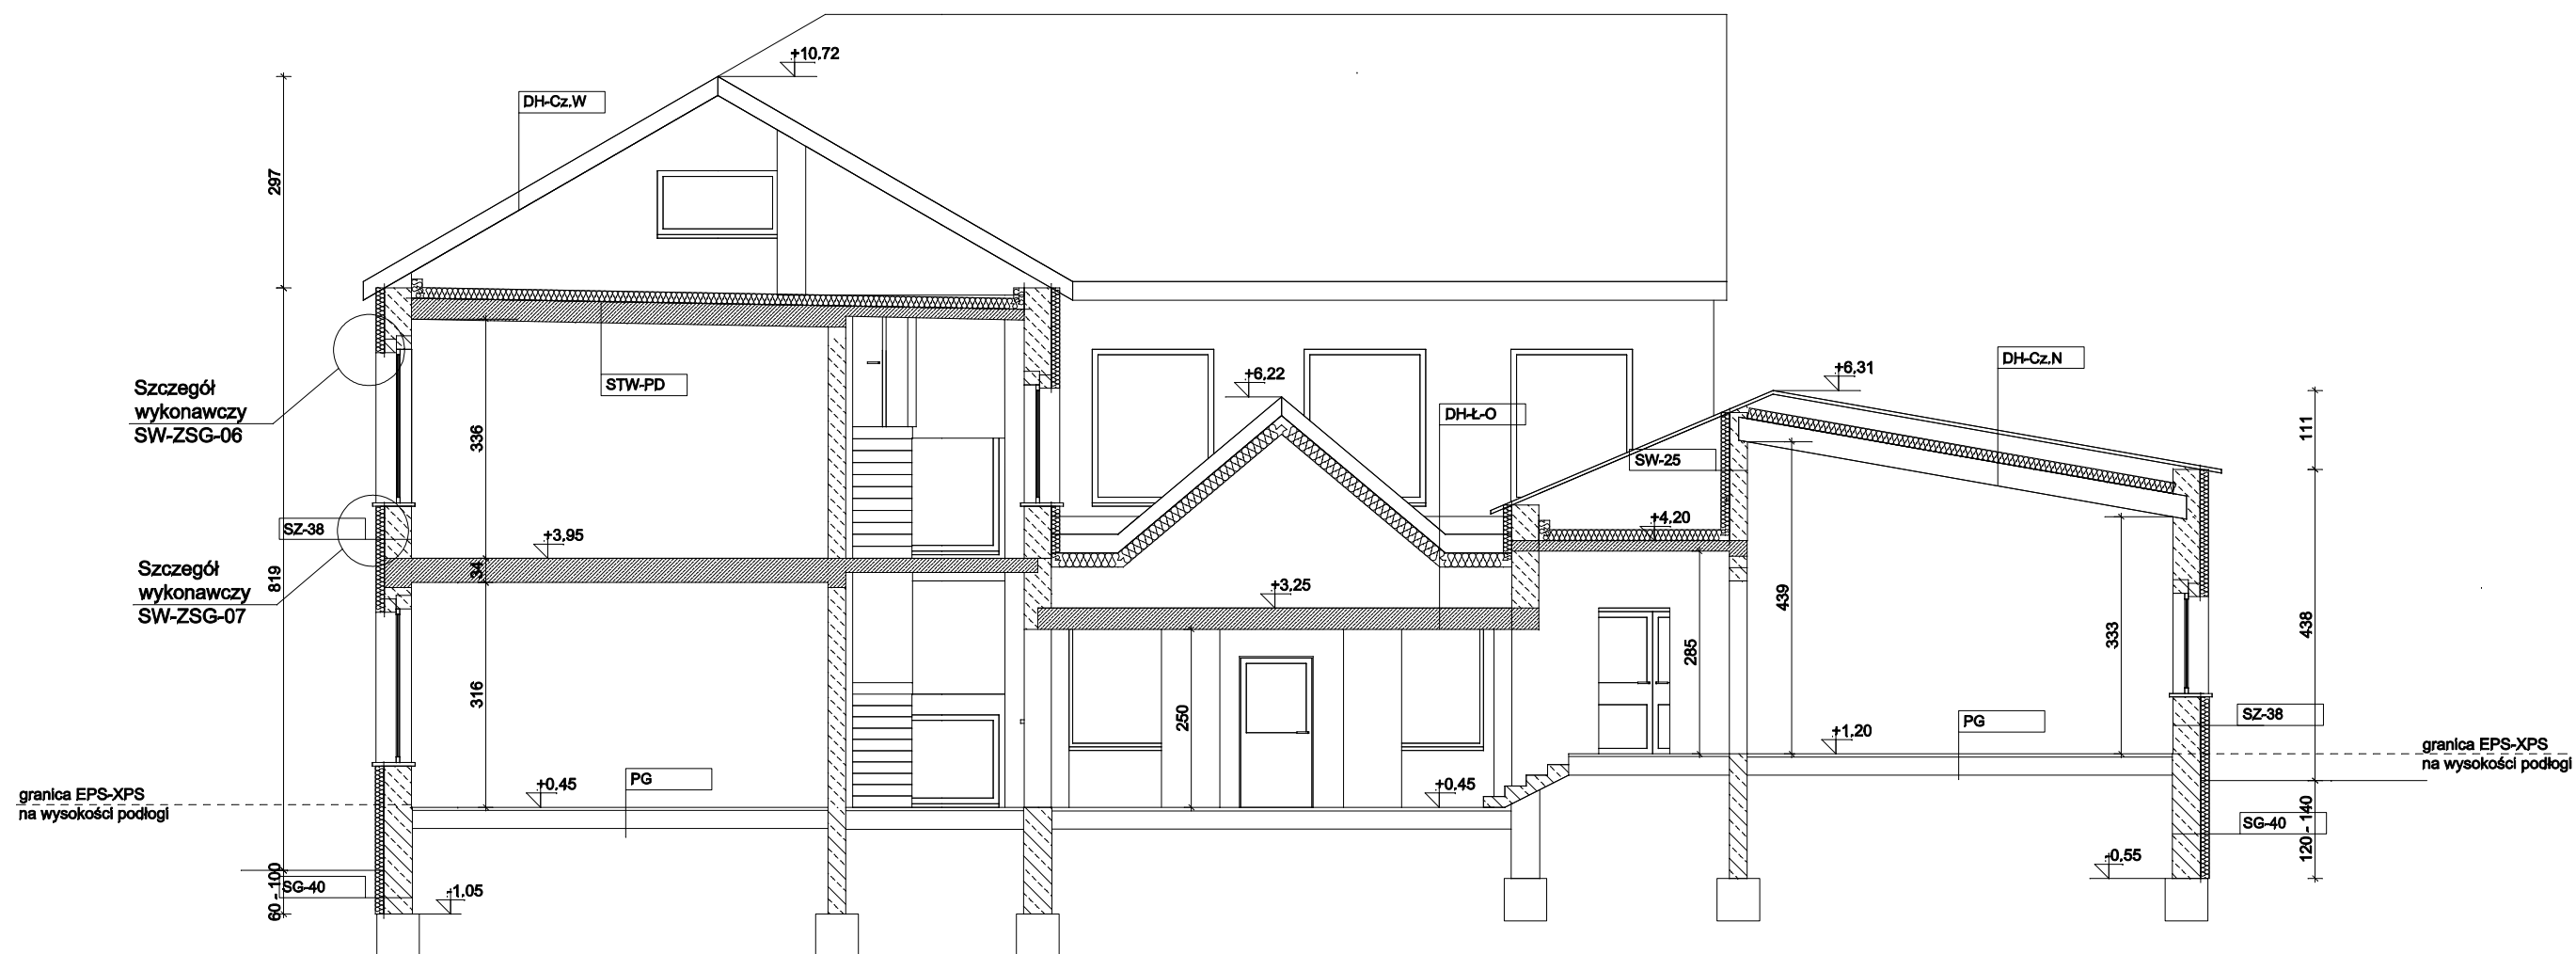 +10,72
DH-Cz.W
297
Szczegół
wykonawczy
SW-ZSG-06
STW-PD
336
+6,22
DH-Ł-O
+6,31
DH-Cz.N
111
SW-25
SZ-38
819
+3,95
34
+4,20
Szczegół
wykonawczy
SW-ZSG-07
+3,25
439
285
333
438
316
250
SZ-38
PG
+1,20
PG
granica EPS-XPS
na wysokości podłogi
granica EPS-XPS
na wysokości podłogi
+0,45
+0,45
120 - 140
SG-40
60 - 100
SG-40
-1,05
-0,55